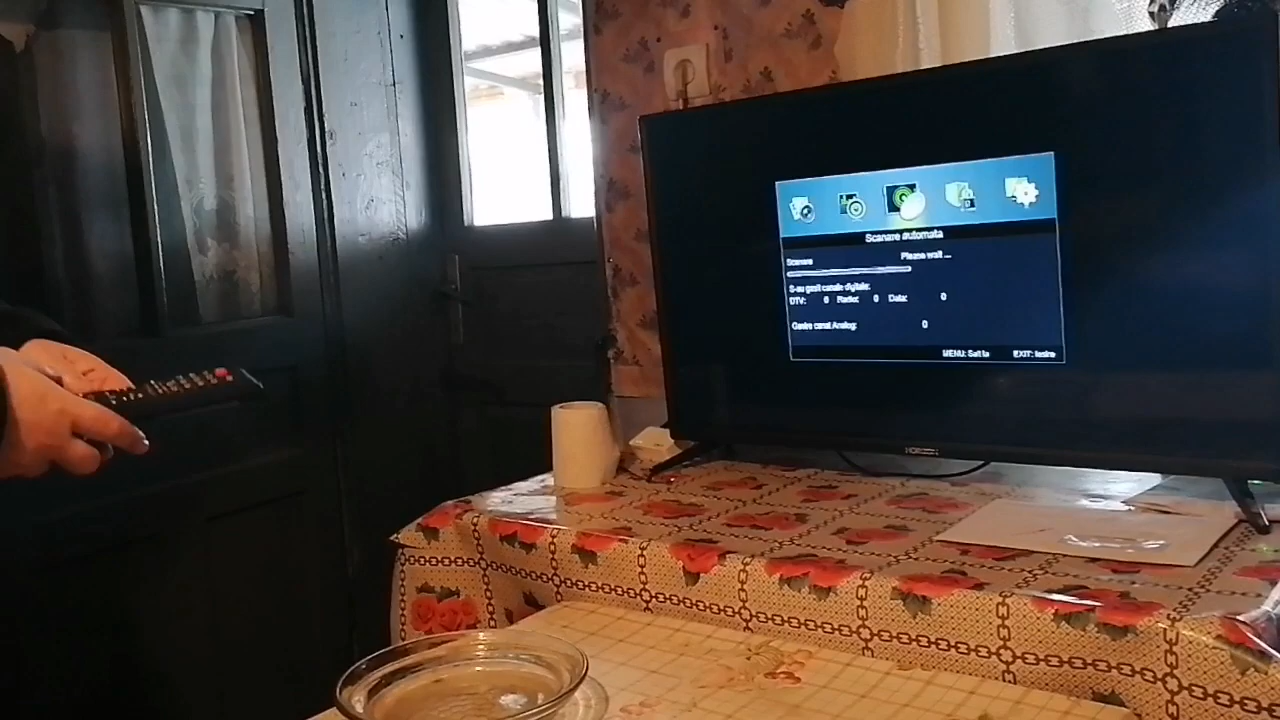 Scanare automata
Scanare Please wait ...
S-au gasit canale digitale:
DTV: 0 Radio: 0 Data: 0
Gasire canal Analog: 0
MENU: Salt la EXIT: Iesire
HORIZON